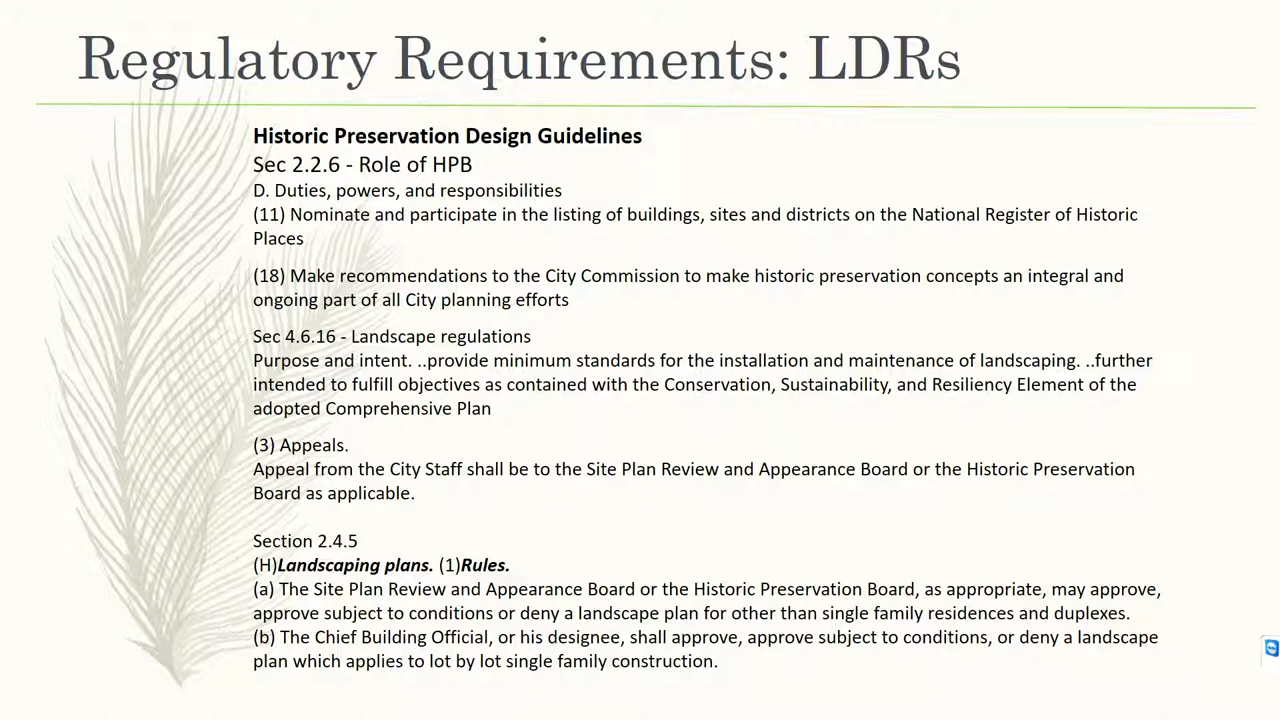 Regulatory Requirements: LDRs
Historic Preservation Design Guidelines
Sec 2.2.6 - Role of HPB
D. Duties, powers, and responsibilities
(11) Nominate and participate in the listing of buildings, sites and districts on the National Register of Historic
Places
(18) Make recommendations to the City Commission to make historic preservation concepts an integral and
ongoing part of all City planning efforts
Sec 4.6.16 - Landscape regulations
Purpose and intent. ..provide minimum standards for the installation and maintenance of landscaping. ..further
intended to fulfill objectives as contained with the Conservation, Sustainability, and Resiliency Element of the
adopted Comprehensive Plan
(3) Appeals.
Appeal from the City Staff shall be to the Site Plan Review and Appearance Board or the Historic Preservation
Board as applicable.
Section 2.4.5
(H)Landscaping plans. (1)Rules.
(a) The Site Plan Review and Appearance Board or the Historic Preservation Board, as appropriate, may approve,
approve subject to conditions or deny a landscape plan for other than single family residences and duplexes.
(b) The Chief Building Official, or his designee, shall approve, approve subject to conditions, or deny a landscape
plan which applies to lot by lot single family construction.